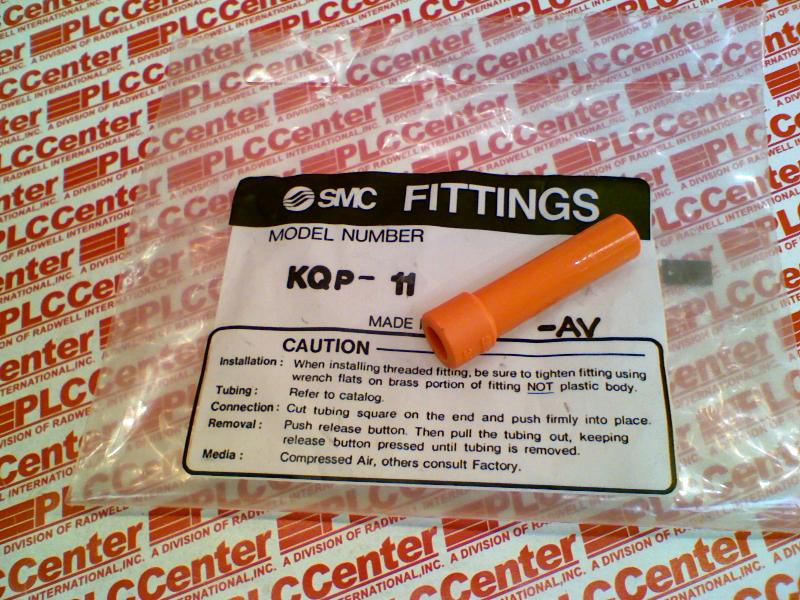 SMC FITTINGS
MODEL NUMBER
KQP- 11
MADE
-AV
CAUTION
Installation: When installing threaded fitting, be sure to tighten fitting using
wrench flats on brass portion of fitting NOT plastic body.
Tubing: Refer to catalog.
Connection: Cut tubing square on the end and push firmly into place.
Removal: Push release button. Then pull the tubing out, keeping
release button pressed until tubing is removed.
Media: Compressed Air, others consult Factory.
PLCCenter
A DIVISION OF RADWELL INTERNATIONAL, INC.